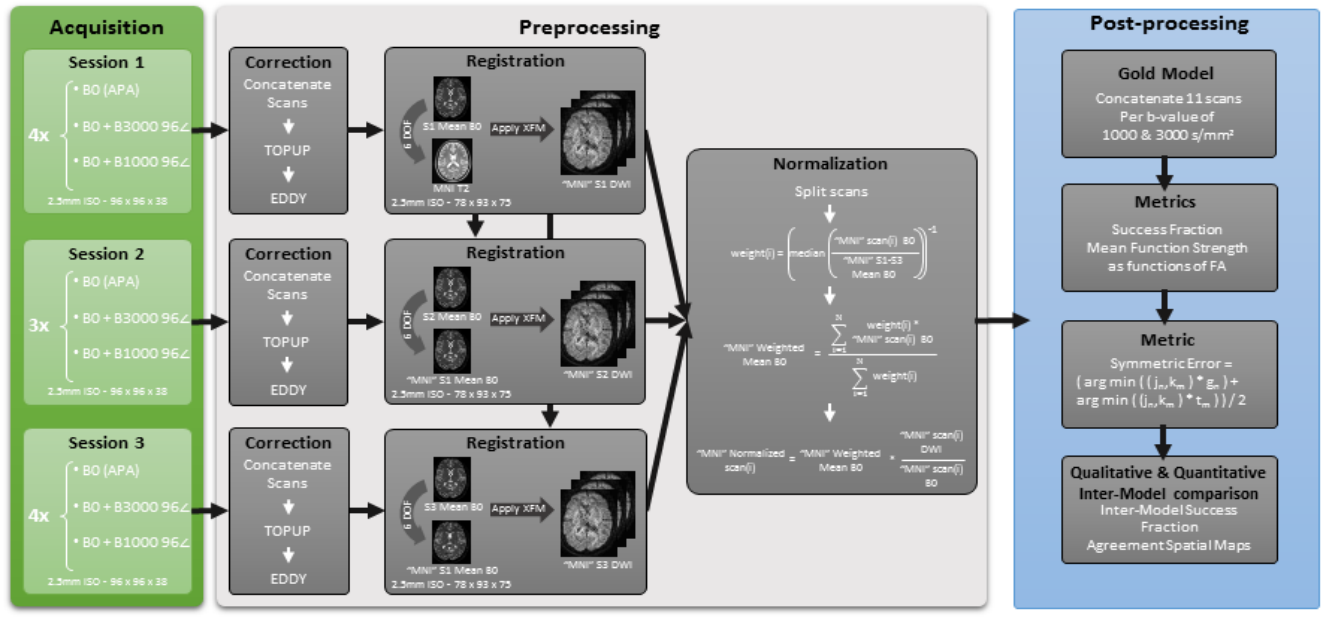 Acquisition
Session 1
4x
• B0 (APA)
• B0 + B3000 96∠
• B0 + B1000 96∠
2.5mm ISO – 96 x 96 x 38
Session 2
3x
• B0 (APA)
• B0 + B3000 96∠
• B0 + B1000 96∠
2.5mm ISO – 96 x 96 x 38
Session 3
4x
• B0 (APA)
• B0 + B3000 96∠
• B0 + B1000 96∠
2.5mm ISO – 96 x 96 x 38
Preprocessing
Correction
Concatenate
Scans
TOPUP
EDDY
Registration
6 DOF
S1 Mean B0
Apply XFM
MNI T2
"MNI" S1 DWI
2.5mm ISO – 78 x 93 x 75
Correction
Concatenate
Scans
TOPUP
EDDY
Registration
6 DOF
S2 Mean B0
Apply XFM
"MNI" S1 Mean B0
"MNI" S2 DWI
2.5mm ISO – 78 x 93 x 75
Correction
Concatenate
Scans
TOPUP
EDDY
Registration
6 DOF
S3 Mean B0
Apply XFM
"MNI" S1 Mean B0
"MNI" S3 DWI
2.5mm ISO – 78 x 93 x 75
Normalization
Split scans
weight(i) = (median ("MNI" scan(i) B0
"MNI" S1-S3
Mean B0))-1
"MNI" Weighted
Mean B0
=
N
∑
i=1
weight(i) *
"MNI" scan(i) B0
N
∑
i=1
weight(i)
"MNI" Normalized
scan(i)
= "MNI" Weighted
Mean B0
*
"MNI" scan(i)
DWI
"MNI" scan(i)
B0
Post-processing
Gold Model
Concatenate 11 scans
Per b-value of
1000 & 3000 s/mm²
Metrics
Success Fraction
Mean Function Strength
as functions of FA
Metric
Symmetric Error =
( arg min ( ( jn,km ) * gn ) +
arg min ( (jn,km ) * tm ) ) / 2
Qualitative & Quantitative
Inter-Model comparison
Inter-Model Success
Fraction
Agreement Spatial Maps